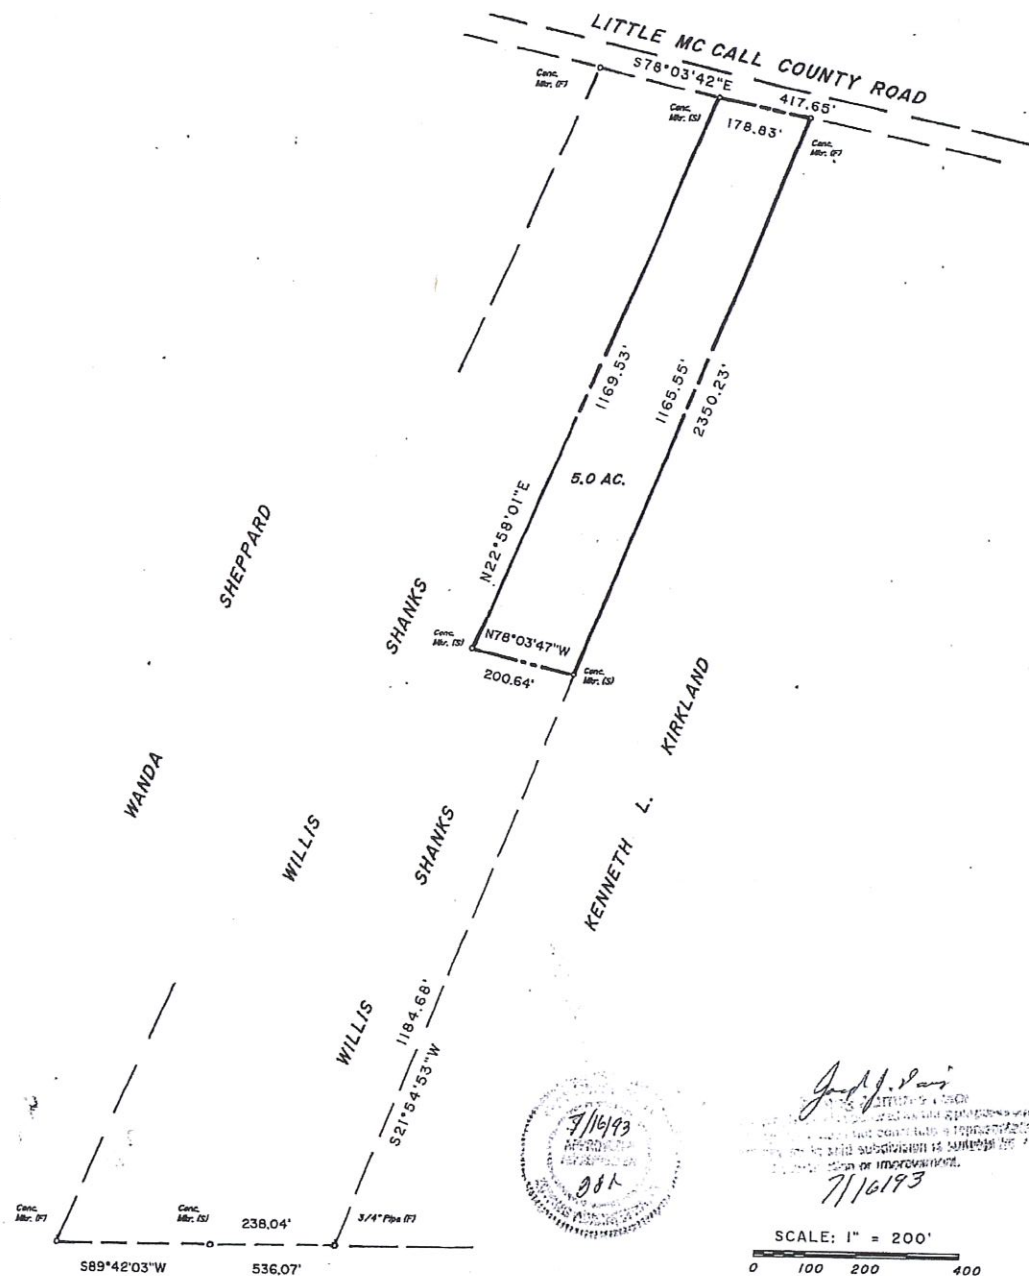 LITTLE MC CALL COUNTY ROAD
S78°03'42"E
417.65'
178.83'
Conc.
Mkr. (F)
Conc.
Mkr. (S)
Conc.
Mkr. (F)
1169.53'
1165.55'
2350.23'
5.0 AC.
N22°58'01"E
Conc.
Mkr. (S)
N78°03'47"W
200.64'
Conc.
Mkr. (S)
WANDA SHEPPARD
WILLIS SHANKS
WILLIS SHANKS
KENNETH L. KIRKLAND
1184.68'
S21°54'53"W
Conc.
Mkr. (F)
Conc.
Mkr. (S)
238.04'
3/4" Pipe (F)
S89°42'03"W
536.07'
7/16/93
said subdivision is
or improvement.
7/16/93
SCALE: 1" = 200'
0 100 200 400